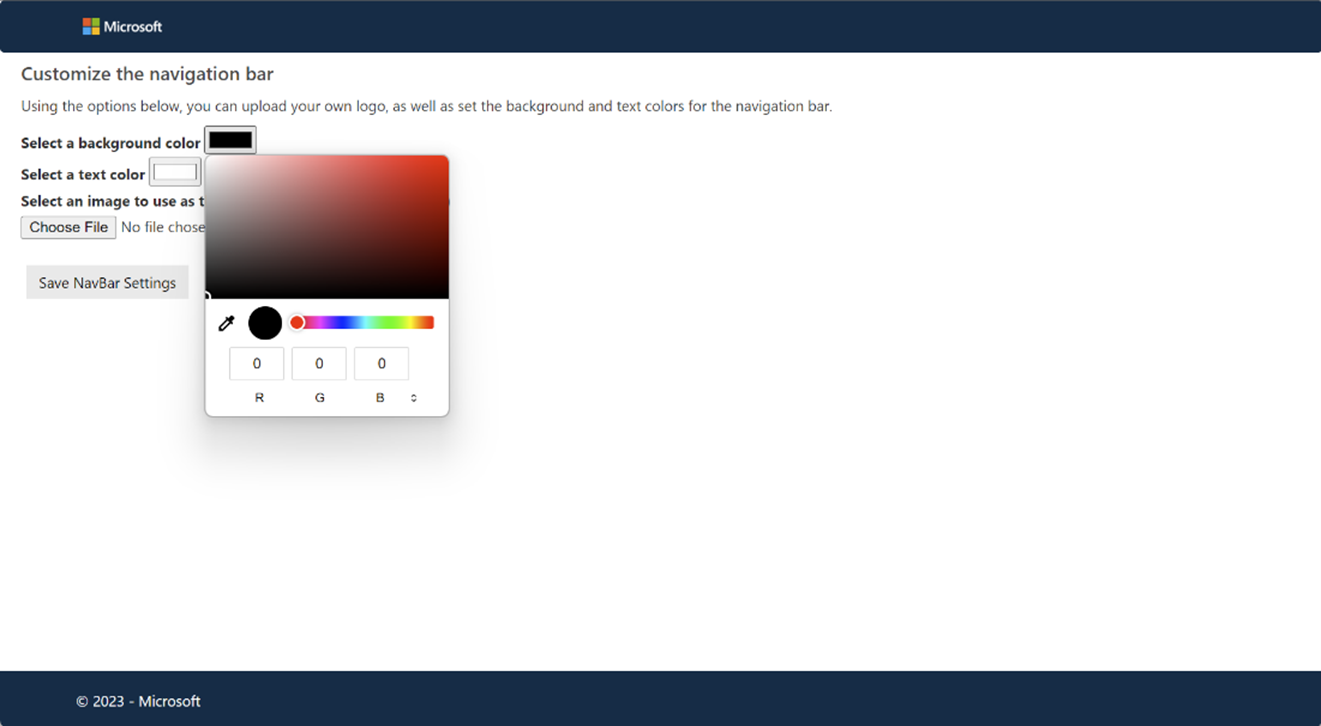 Microsoft
Customize the navigation bar
Using the options below, you can upload your own logo, as well as set the background and text colors for the navigation bar.
Select a background color
Select a text color
Select an image to use as t
Choose File No file chose
Save NavBar Settings
0 0 0
R G B
© 2023 - Microsoft